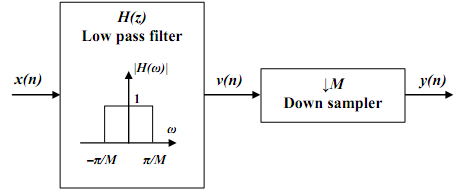 H(z)
Low pass filter
|H(ω)|
x(n)
v(n)
↓M
y(n)
Down sampler
1
ω
−π/M
π/M